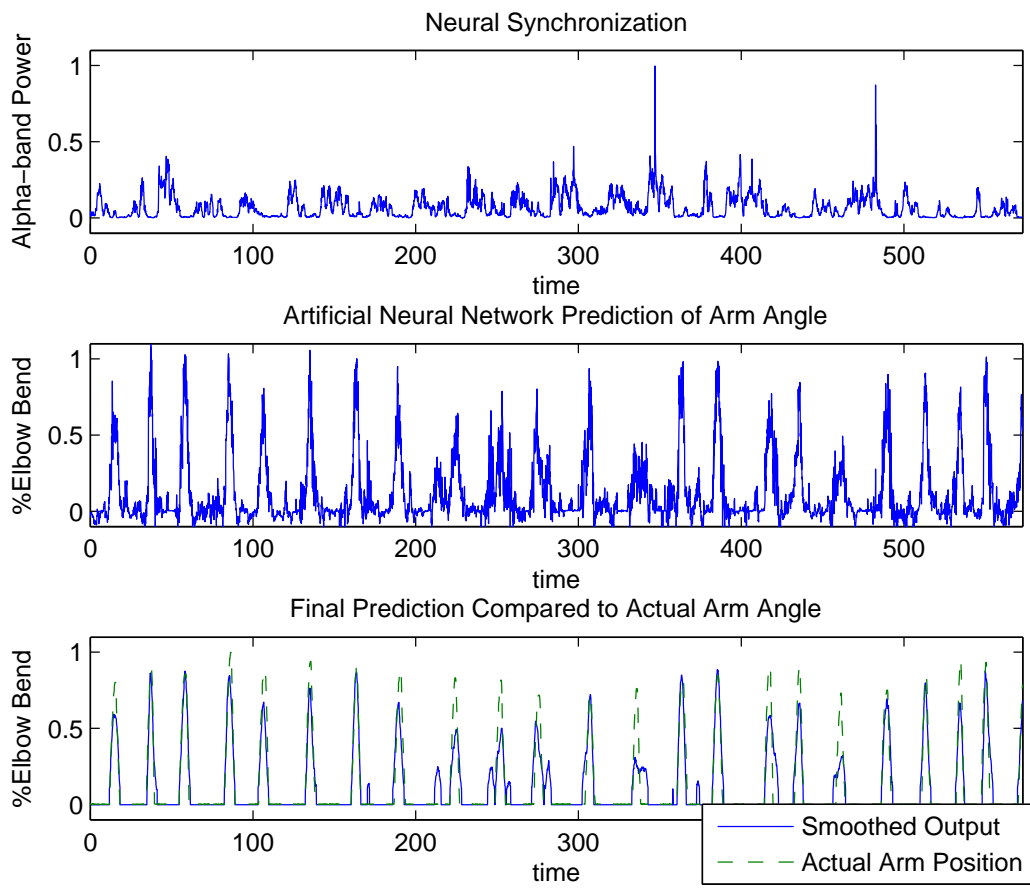 Neural Synchronization
Alpha−band Power
1
0.5
0
0 100 200 300 400 500
time
Artificial Neural Network Prediction of Arm Angle
%Elbow Bend
1
0.5
0
0 100 200 300 400 500
time
Final Prediction Compared to Actual Arm Angle
%Elbow Bend
1
0.5
0
0 100 200 300
time
Smoothed Output
Actual Arm Position